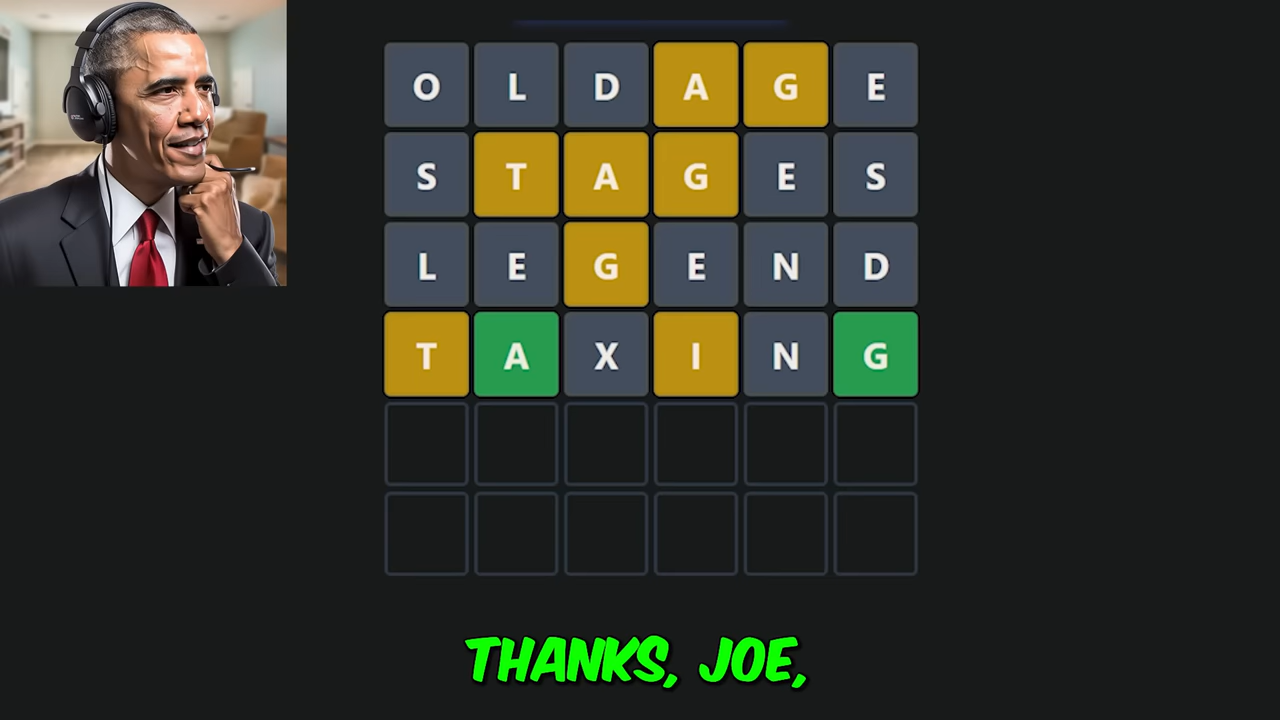 OLDAGE
STAGES
LEGEND
TAXING
THANKS, JOE,